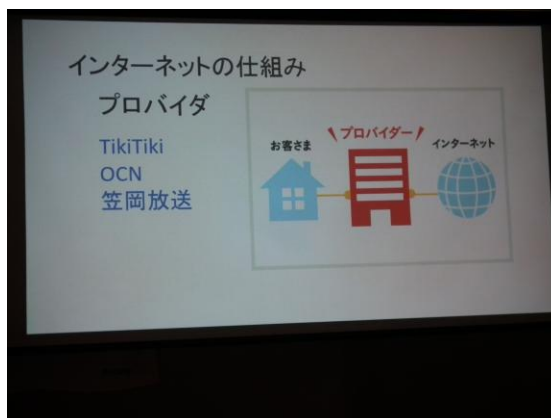 インターネットの仕組み
プロバイダ
TikiTiki
OCN
笠岡放送
お客さま
\ プロバイダー /
インターネット